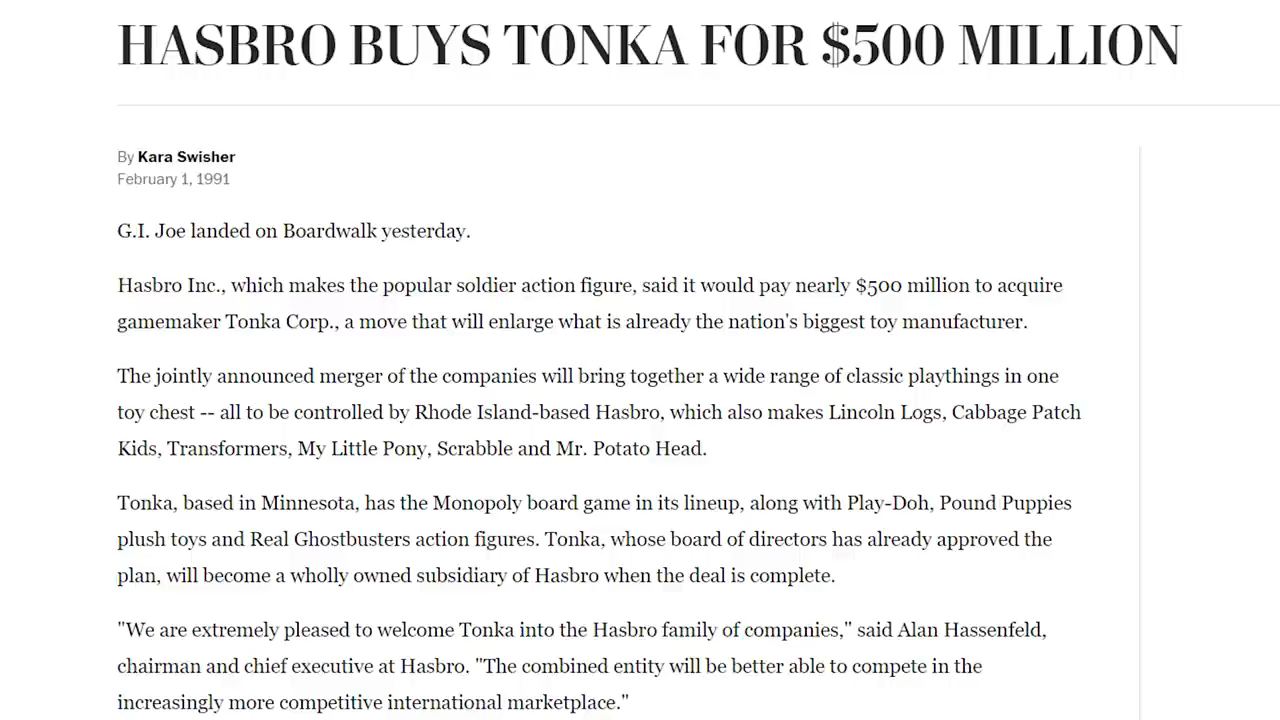 HASBRO BUYS TONKA FOR $500 MILLION
By Kara Swisher
February 1, 1991
G.I. Joe landed on Boardwalk yesterday.
Hasbro Inc., which makes the popular soldier action figure, said it would pay nearly $500 million to acquire
gamemaker Tonka Corp., a move that will enlarge what is already the nation's biggest toy manufacturer.
The jointly announced merger of the companies will bring together a wide range of classic playthings in one
toy chest -- all to be controlled by Rhode Island-based Hasbro, which also makes Lincoln Logs, Cabbage Patch
Kids, Transformers, My Little Pony, Scrabble and Mr. Potato Head.
Tonka, based in Minnesota, has the Monopoly board game in its lineup, along with Play-Doh, Pound Puppies
plush toys and Real Ghostbusters action figures. Tonka, whose board of directors has already approved the
plan, will become a wholly owned subsidiary of Hasbro when the deal is complete.
"We are extremely pleased to welcome Tonka into the Hasbro family of companies," said Alan Hassenfeld,
chairman and chief executive at Hasbro. "The combined entity will be better able to compete in the
increasingly more competitive international marketplace."